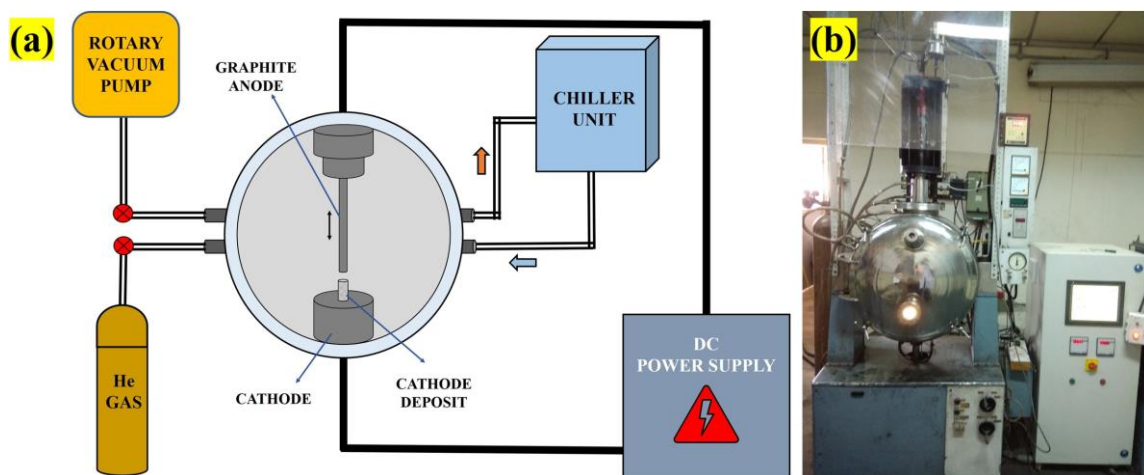 (a)
ROTARY
VACUUM
PUMP
GRAPHITE
ANODE
CHILLER
UNIT
He
GAS
CATHODE
CATHODE
DEPOSIT
DC
POWER SUPPLY
(b)